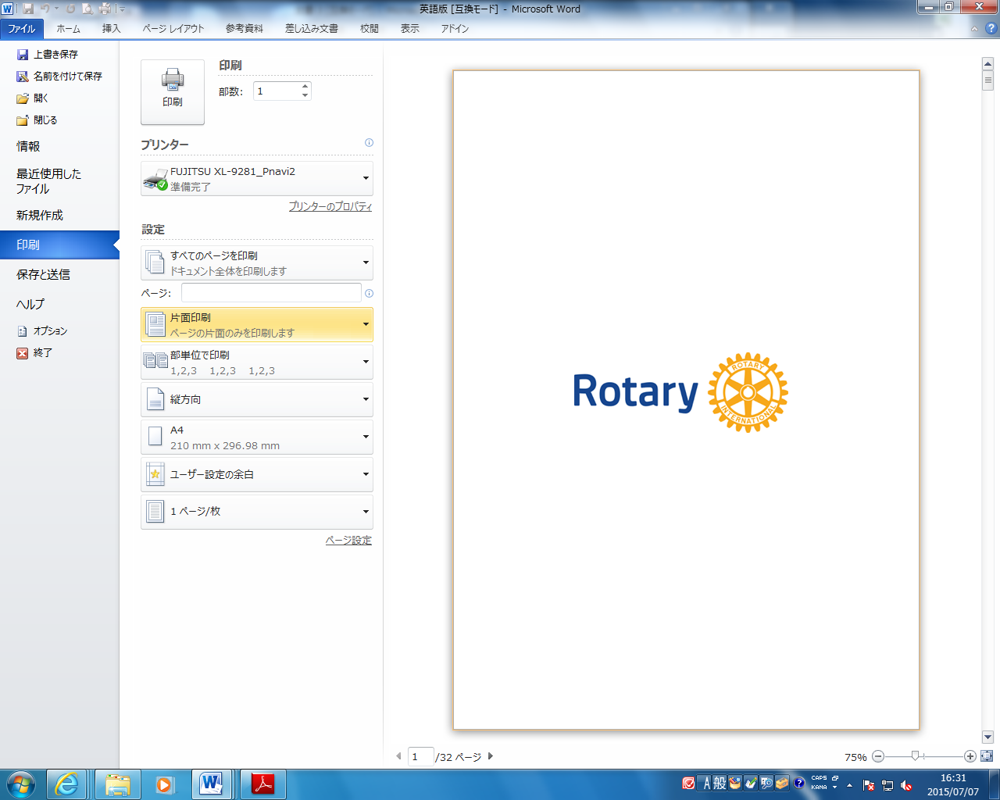 英語版 [互換モード] - Microsoft Word
ファイル
ホーム
挿入
ページ レイアウト
参考資料
差し込み文書
校閲
表示
アドイン
上書き保存
名前を付けて保存
開く
閉じる
情報
最近使用した
ファイル
新規作成
印刷
保存と送信
ヘルプ
オプション
終了
印刷
印刷
部数: 1
プリンター
FUJITSU XL-9281_Pnavi2
準備完了
プリンターのプロパティ
設定
すべてのページを印刷
ドキュメント全体を印刷します
ページ:
片面印刷
ページの片面のみを印刷します
部単位で印刷
1,2,3 1,2,3 1,2,3
縦方向
A4
210 mm x 296.98 mm
ユーザー設定の余白
1 ページ/枚
ページ設定
Rotary
ROTARY
INTERNATIONAL
1 /32 ページ
75%
A 般
CAPS
KANA
16:31
2015/07/07